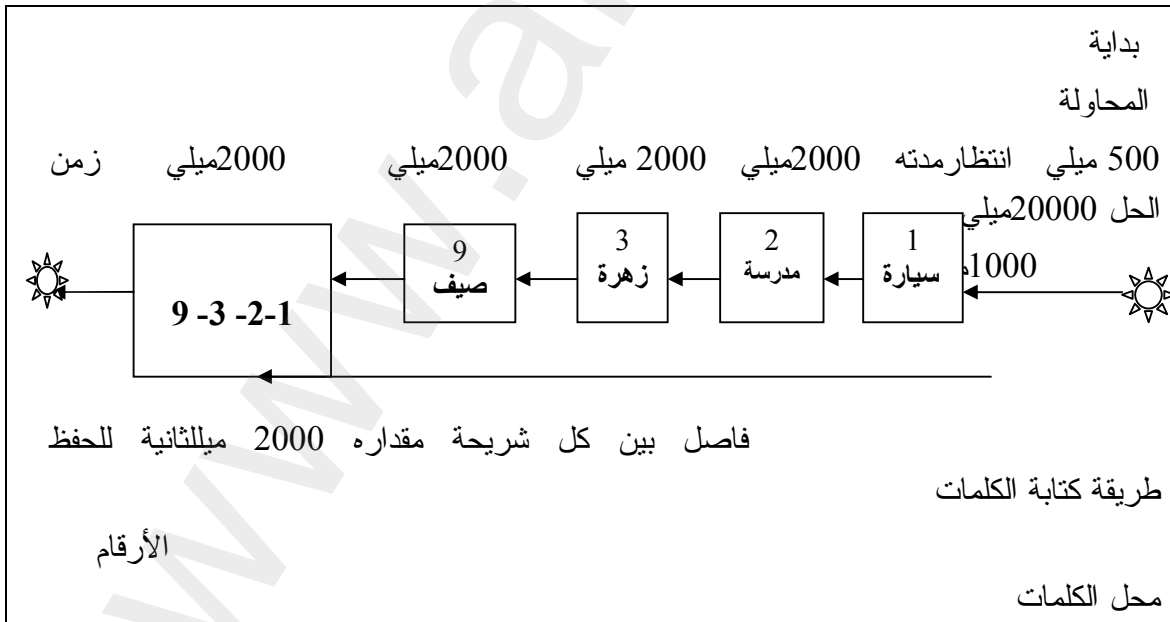 بداية
المحاولة
500 ميلي انتظارمدته 2000ميلي 2000 ميلي 2000ميلي 2000ميلي زمن
الحل 20000ميلي
1000م
1
سيارة
2
مدرسة
3
زهرة
9
صيف
9 -3 -2-1
فاصل بين كل شريحة مقداره 2000 ميللثانية للحفظ
طريقة كتابة الكلمات
الأرقام
محل الكلمات